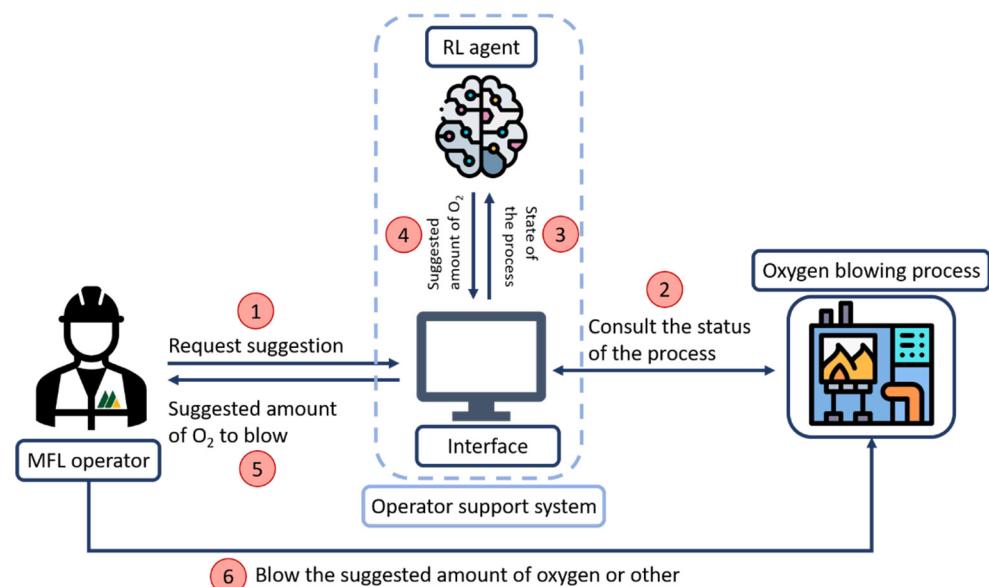 RL agent
4
Suggested
amount of O₂
State of
the process
3
Oxygen blowing process
2
Consult the status
of the process
1
Request suggestion
Suggested amount
of O₂ to blow
5
MFL operator
Interface
Operator support system
6 Blow the suggested amount of oxygen or other